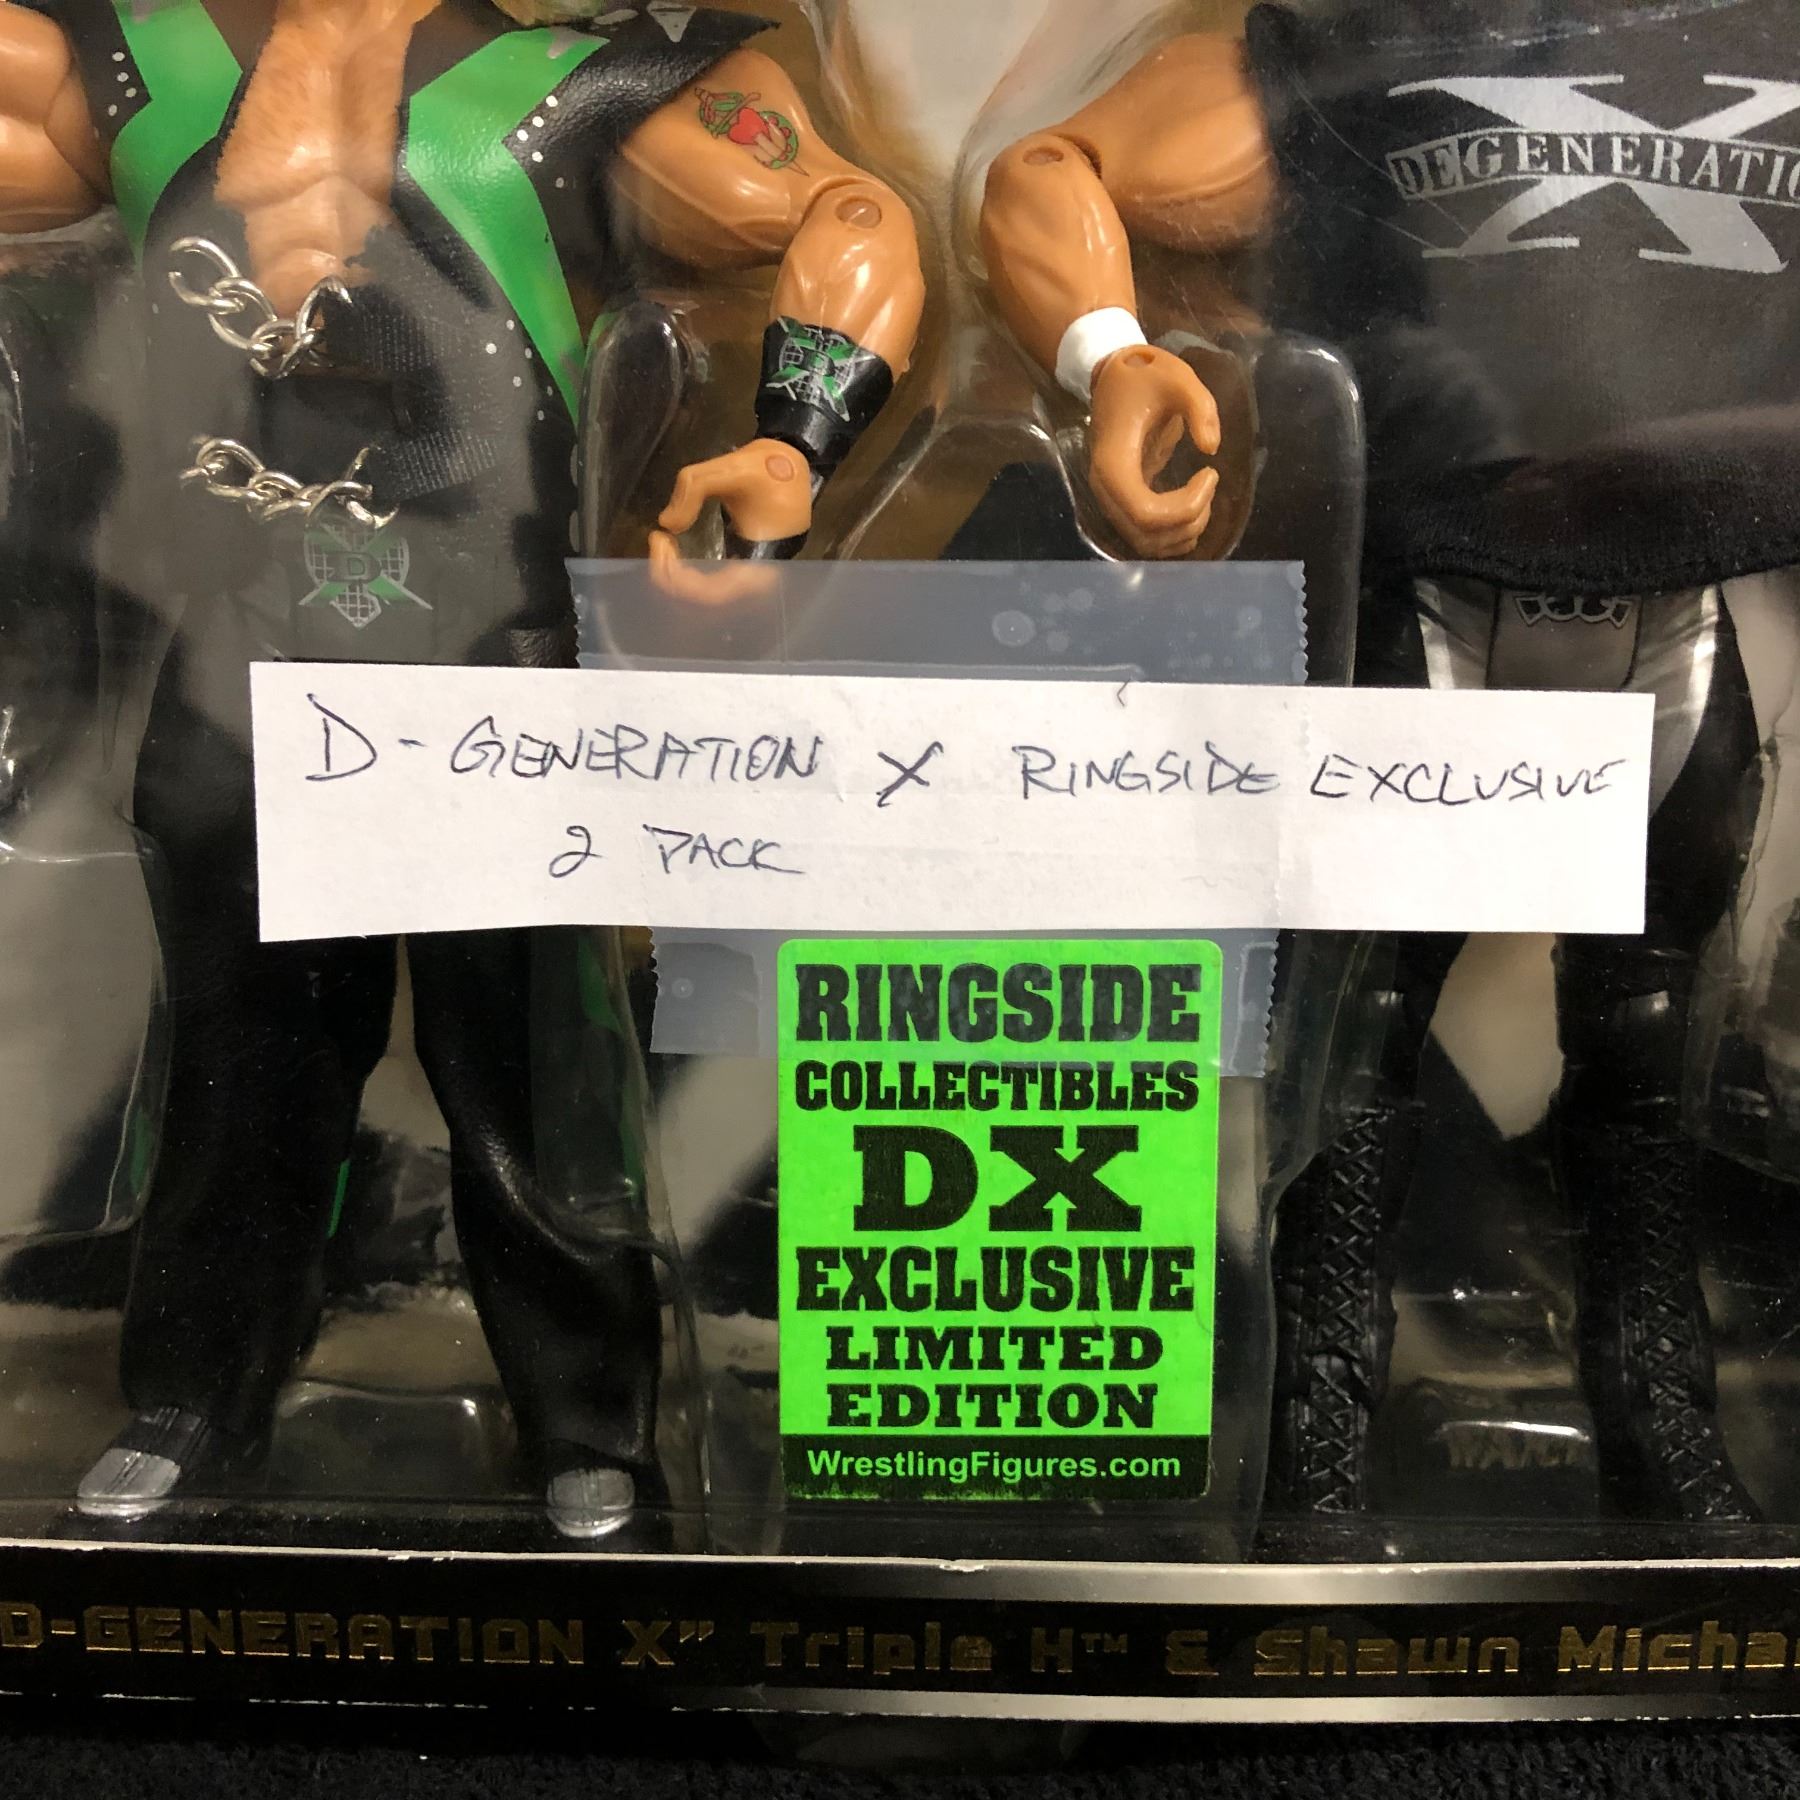 DEGENERATIO
X
D
D
D-GENERATION X RINGSIDE EXCLUSIVE
2 PACK
RINGSIDE
COLLECTIBLES
DX
EXCLUSIVE
LIMITED
EDITION
WrestlingFigures.com
D-GENERATION X" Triple H™ & Shawn Micha